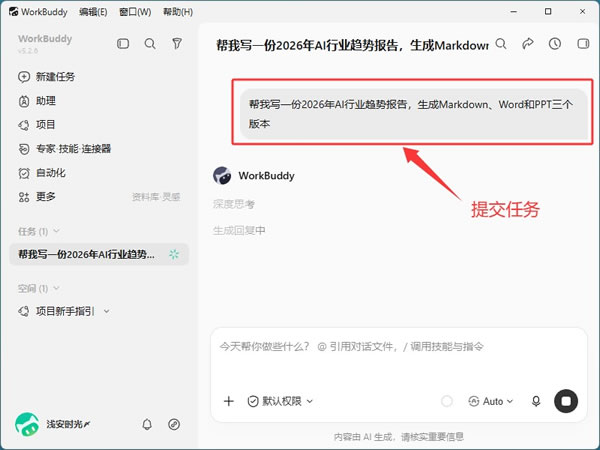 WorkBuddy 编辑(E) 窗口(W) 帮助(H)
WorkBuddy
v5.2.6
新建任务
助理
项目
专家·技能·连接器
自动化
更多 资料库·灵感
任务 (1)
帮我写一份2026年AI行业趋势...
空间 (1)
项目新手指引
浅安时光
帮我写一份2026年AI行业趋势报告，生成Markdown
帮我写一份2026年AI行业趋势报告，生成Markdown、Word和PPT三个
版本
WorkBuddy
深度思考
生成回复中
提交任务
今天帮你做些什么？ @ 引用对话文件，/ 调用技能与指令
默认权限 Auto
内容由 AI 生成，请核实重要信息